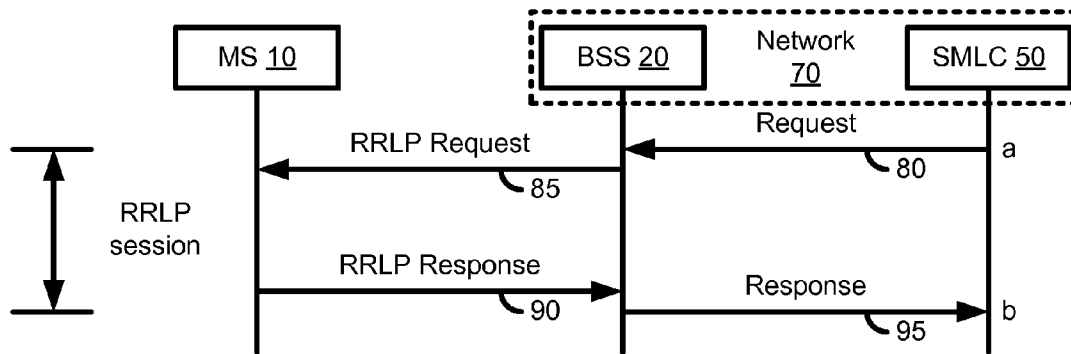 MS 10
BSS 20
Network
70
SMLC 50
RRLP Request
Request
a
85
80
RRLP
session
RRLP Response
Response
90
95
b